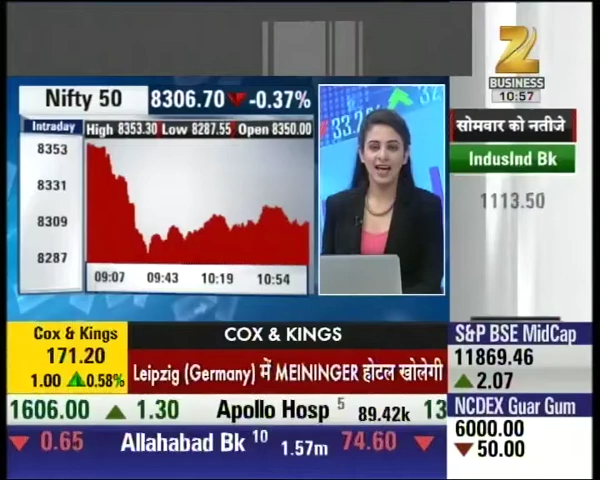 Z
BUSINESS
10:57
Nifty 50 8306.70 -0.37%
Intraday High 8353.30 Low 8287.55 Open 8350.00
8353
8331
8309
8287
09:07 09:43 10:19 10:54
33.2
सोमवार को नतीजे
IndusInd Bk
1113.50
Cox & Kings
171.20
1.00 0.58%
COX & KINGS
Leipzig (Germany) में MEININGER होटल खोलेगी
S&P BSE MidCap
11869.46
2.07
NCDEX Guar Gum
6000.00
50.00
1606.00 1.30 Apollo Hosp 5 89.42k 13
0.65 Allahabad Bk 10 1.57m 74.60